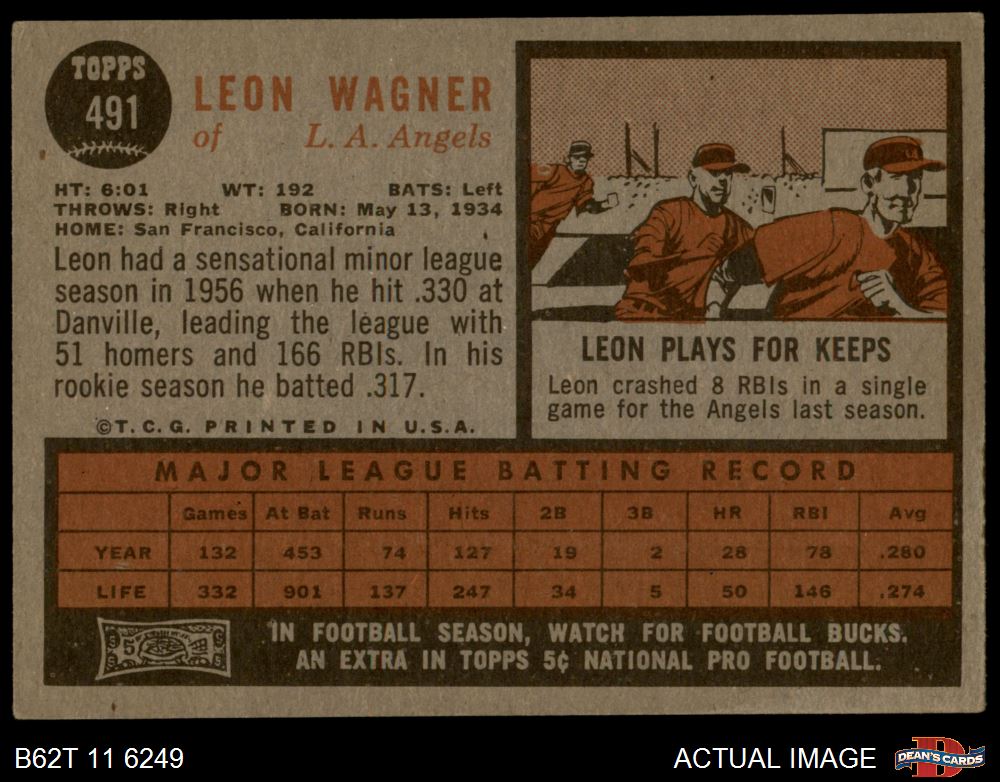 TOPPS
491
LEON WAGNER
of L. A. Angels
HT: 6:01 WT: 192 BATS: Left
THROWS: Right BORN: May 13, 1934
HOME: San Francisco, California
Leon had a sensational minor league
season in 1956 when he hit .330 at
Danville, leading the league with
51 homers and 166 RBIs. In his
rookie season he batted .317.
©T.C.G. PRINTED IN U.S.A.
LEON PLAYS FOR KEEPS
Leon crashed 8 RBIs in a single
game for the Angels last season.
MAJOR LEAGUE BATTING RECORD
Games At Bat Runs Hits 2B 3B HR RBI Avg
YEAR 132 453 74 127 19 2 28 78 .280
LIFE 332 901 137 247 34 5 50 146 .274
5
IN FOOTBALL SEASON, WATCH FOR FOOTBALL BUCKS.
AN EXTRA IN TOPPS 5¢ NATIONAL PRO FOOTBALL.
B62T 11 6249
ACTUAL IMAGE
D
DEAN'S CARDS